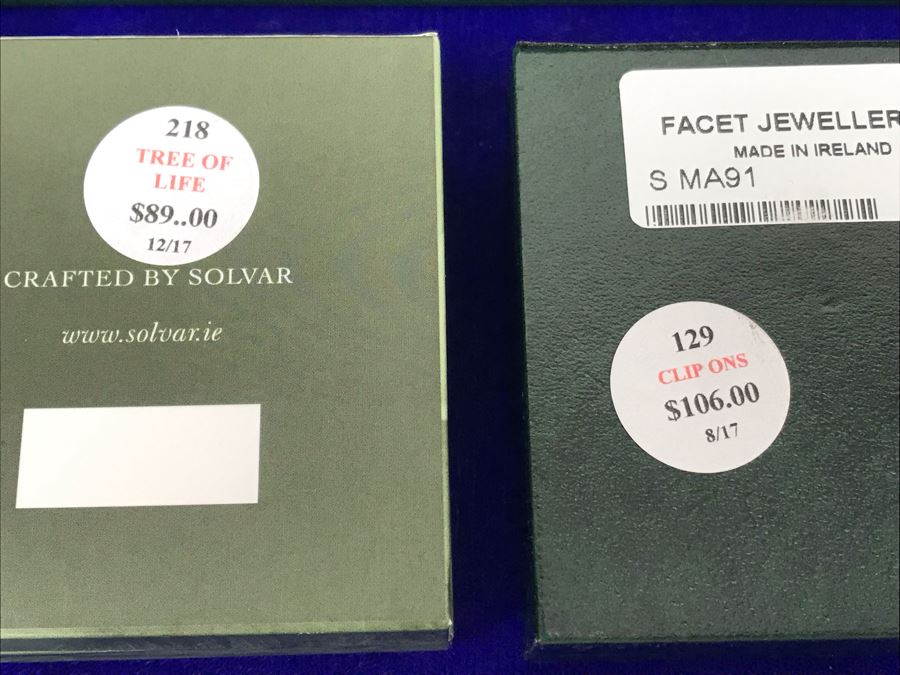 218
TREE OF
LIFE
$89..00
12/17
CRAFTED BY SOLVAR
www.solvar.ie
FACET JEWELLER
MADE IN IRELAND
S MA91
129
CLIP ONS
$106.00
8/17